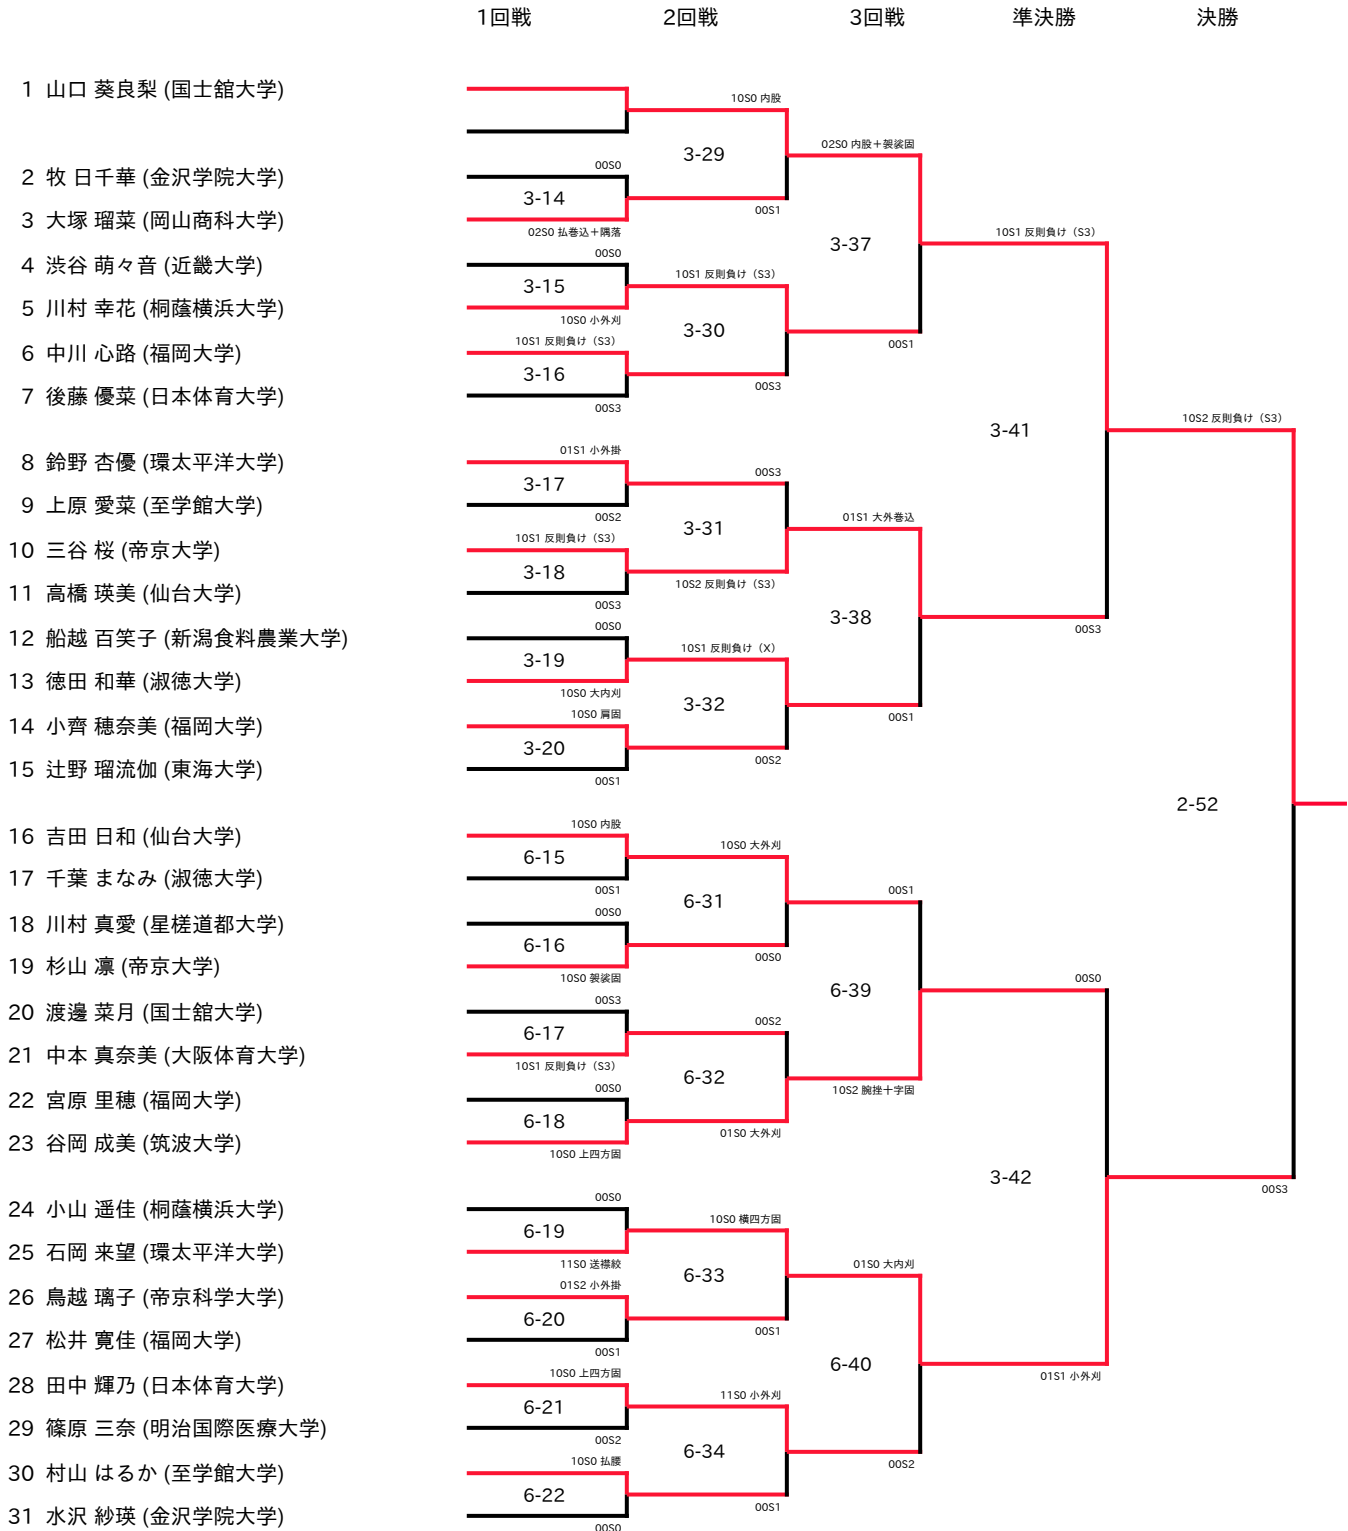 1回戦 2回戦 3回戦 準決勝 決勝
1 山口 葵良梨 (国士舘大学)
10S0 内股
02S0 内股＋袈裟固
3-29
00S0
2 牧 日千華 (金沢学院大学)
3-14
00S1
3 大塚 瑠菜 (岡山商科大学)
02S0 払巻込＋隅落
10S1 反則負け（S3）
3-37
00S0
4 渋谷 萌々音 (近畿大学)
10S1 反則負け（S3）
3-15
5 川村 幸花 (桐蔭横浜大学)
10S0 小外刈
3-30
10S1 反則負け（S3）
00S1
6 中川 心路 (福岡大学)
3-16
00S3
7 後藤 優菜 (日本体育大学)
00S3
10S2 反則負け（S3）
3-41
01S1 小外掛
8 鈴野 杏優 (環太平洋大学)
00S3
3-17
9 上原 愛菜 (至学館大学)
00S2
01S1 大外巻込
3-31
10S1 反則負け（S3）
10 三谷 桜 (帝京大学)
3-18
10S2 反則負け（S3）
11 高橋 瑛美 (仙台大学)
00S3
3-38
00S0
00S3
12 船越 百笑子 (新潟食料農業大学)
10S1 反則負け（X）
3-19
13 徳田 和華 (淑徳大学)
10S0 大内刈
3-32
10S0 肩固
00S1
14 小齊 穂奈美 (福岡大学)
3-20
00S2
15 辻野 瑠流伽 (東海大学)
00S1
2-52
10S0 内股
16 吉田 日和 (仙台大学)
10S0 大外刈
6-15
17 千葉 まなみ (淑徳大学)
00S1
00S1
6-31
00S0
18 川村 真愛 (星槎道都大学)
6-16
00S0
19 杉山 凛 (帝京大学)
10S0 袈裟固
00S0
6-39
00S3
20 渡邊 菜月 (国士舘大学)
00S2
6-17
21 中本 真奈美 (大阪体育大学)
10S1 反則負け（S3）
6-32
00S0
10S2 腕挫十字固
22 宮原 里穂 (福岡大学)
6-18
01S0 大外刈
23 谷岡 成美 (筑波大学)
10S0 上四方固
3-42
00S3
00S0
24 小山 遥佳 (桐蔭横浜大学)
10S0 横四方固
6-19
25 石岡 来望 (環太平洋大学)
11S0 送襟絞
01S0 大内刈
6-33
01S2 小外掛
26 鳥越 璃子 (帝京科学大学)
6-20
00S1
27 松井 寛佳 (福岡大学)
00S1
6-40
10S0 上四方固
01S1 小外刈
28 田中 輝乃 (日本体育大学)
11S0 小外刈
6-21
29 篠原 三奈 (明治国際医療大学)
00S2
6-34
10S0 払腰
00S2
30 村山 はるか (至学館大学)
6-22
00S1
31 水沢 紗瑛 (金沢学院大学)
00S0